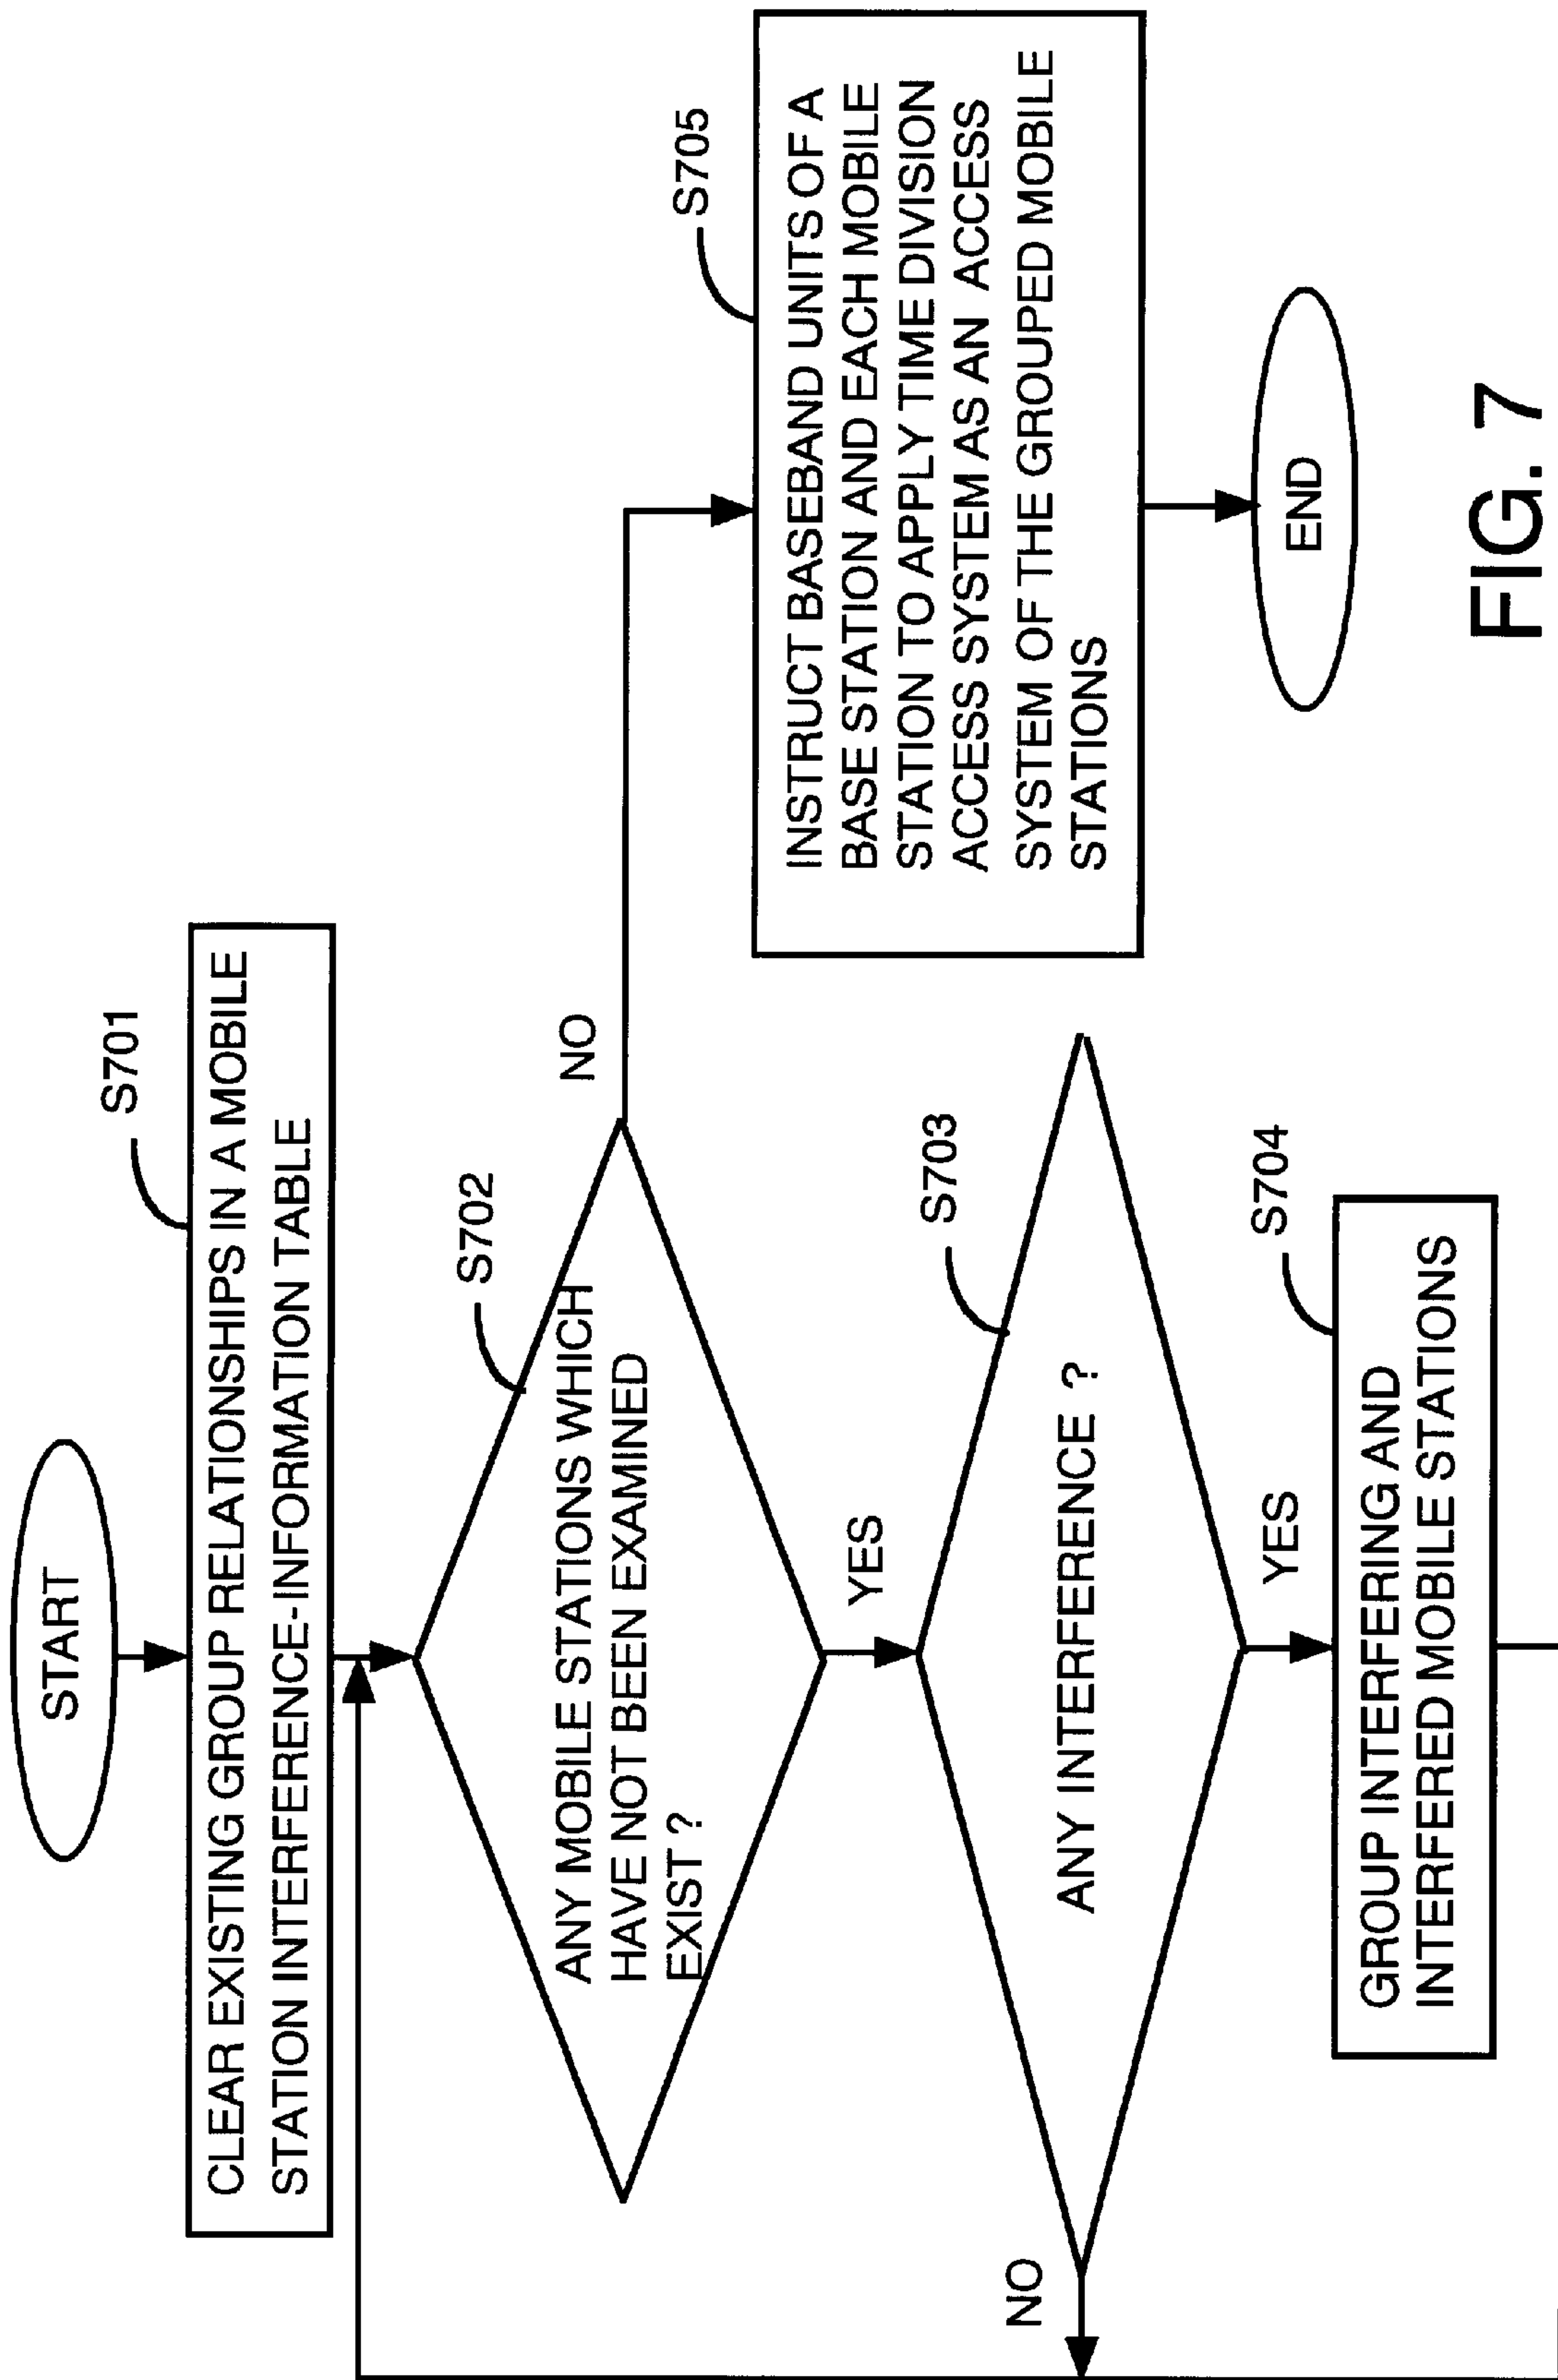 START
S701
CLEAR EXISTING GROUP RELATIONSHIPS IN A MOBILE
STATION INTERFERENCE-INFORMATION TABLE
S702
ANY MOBILE STATIONS WHICH
HAVE NOT BEEN EXAMINED
EXIST ?
NO
YES
S703
ANY INTERFERENCE ?
NO
YES
S704
GROUP INTERFERING AND
INTERFERED MOBILE STATIONS
S705
INSTRUCT BASEBAND UNITS OF A
BASE STATION AND EACH MOBILE
STATION TO APPLY TIME DIVISION
ACCESS SYSTEM AS AN ACCESS
SYSTEM OF THE GROUPED MOBILE
STATIONS
END
FIG. 7